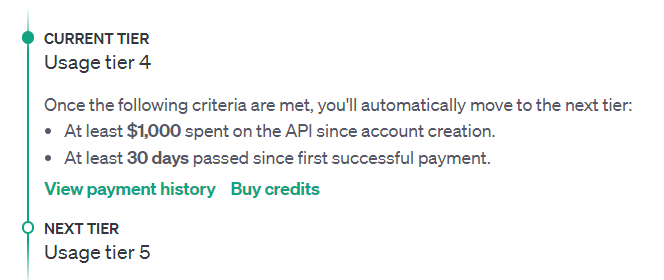 CURRENT TIER
Usage tier 4
Once the following criteria are met, you'll automatically move to the next tier:
• At least $1,000 spent on the API since account creation.
• At least 30 days passed since first successful payment.
View payment history Buy credits
NEXT TIER
Usage tier 5